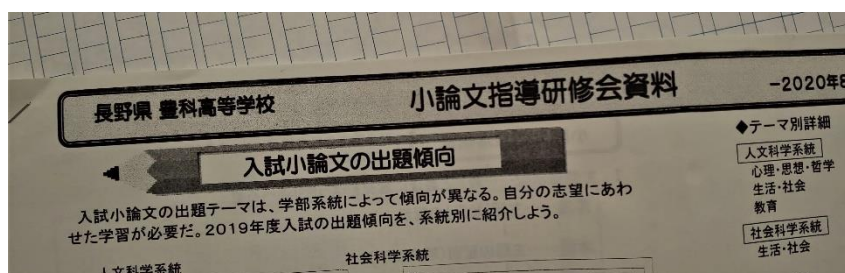 長野県 豊科高等学校
小論文指導研修会資料
-2020年8
入試小論文の出題傾向
入試小論文の出題テーマは、学部系統によって傾向が異なる。自分の志望にあわ
せた学習が必要だ。2019年度入試の出題傾向を、系統別に紹介しよう。
人文科学系統
社会科学系統
◆テーマ別詳細
人文科学系統
心理・思想・哲学
生活・社会
教育
社会科学系統
生活・社会